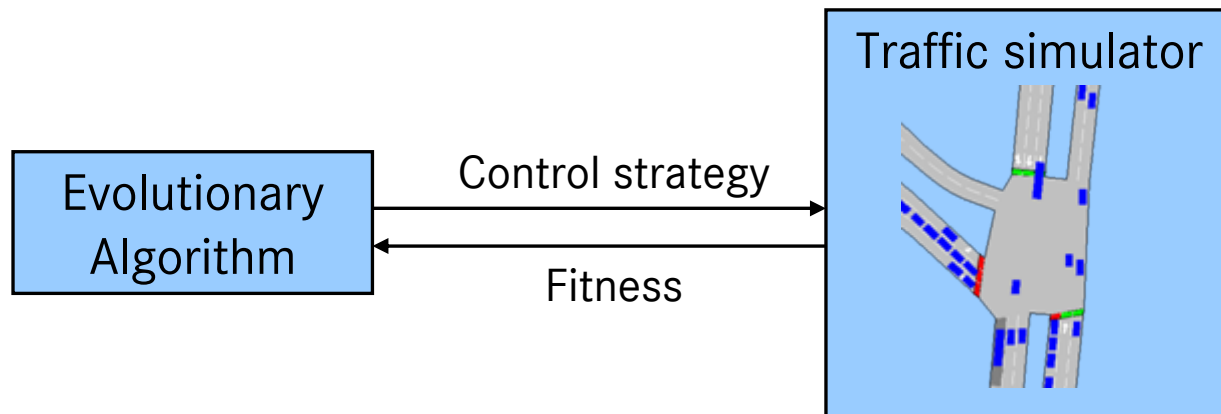 Traffic simulator
Evolutionary
Algorithm
Control strategy
Fitness